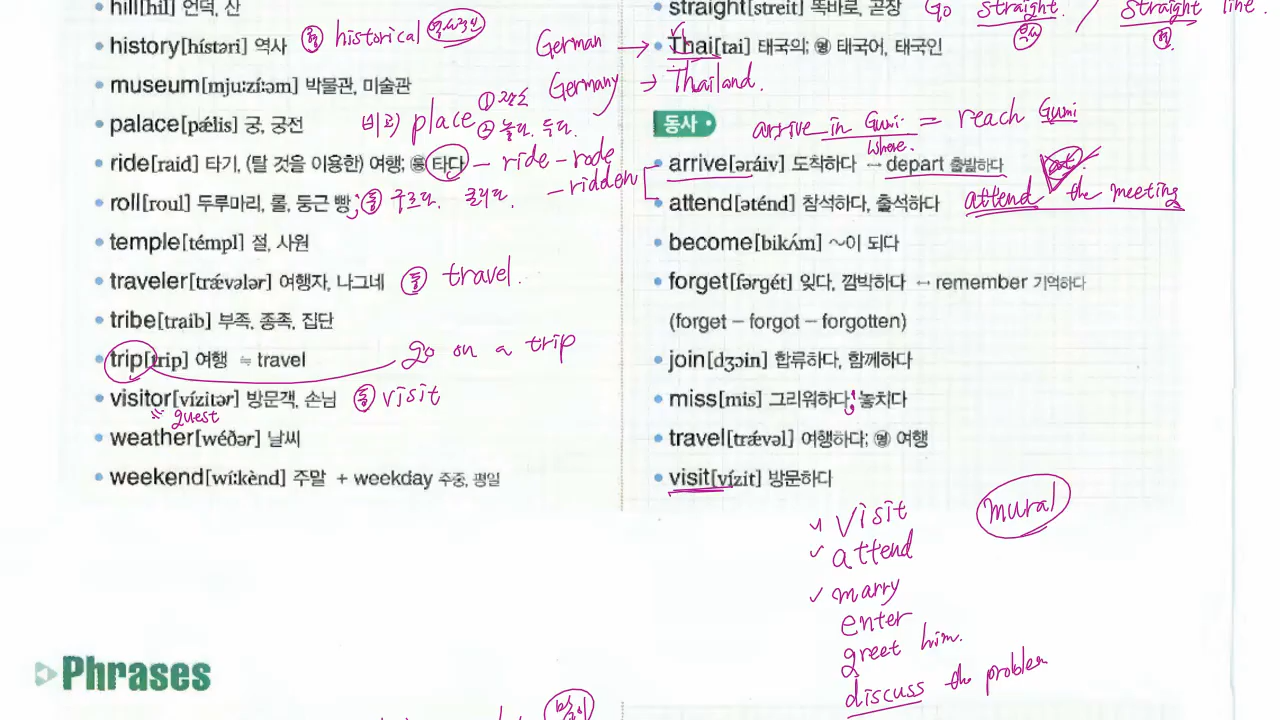 hill[hil] 언덕, 산
history[hístəri] 역사 형 historical 역사적인
museum[mju:zí:əm] 박물관, 미술관
palace[pǽlis] 궁, 궁전 비교) place ① 장소 ② 놓다. 두다.
ride[raid] 타기, (탈 것을 이용한) 여행; 동 타다 – ride – rode – ridden
roll[roul] 두루마리, 롤, 둥근 빵; 동 구르다. 굴리다.
temple[témpl] 절, 사원
traveler[trǽvələr] 여행자, 나그네 동 travel.
tribe[traib] 부족, 종족, 집단
trip[trip] 여행 ≒ travel go on a trip
visitor[vízitər] 방문객, 손님 동 visit
guest
weather[wéðər] 날씨
weekend[wí:kènd] 주말 + weekday 주중, 평일
straight[streit] 똑바로, 곧장 Go straight. / straight line.
부사 형.
German → Thai[tai] 태국의; 명 태국어, 태국인
Germany → Thailand.
동사
arrive in Gumi = reach Gumi
where.
arrive[əráiv] 도착하다 ↔ depart 출발하다
attend[əténd] 참석하다, 출석하다 attend the meeting
become[bikʌ́m] ~이 되다
forget[fərgét] 잊다, 깜박하다 ↔ remember 기억하다
(forget – forgot – forgotten)
join[dʒɔin] 합류하다, 함께하다
miss[mis] 그리워하다; 놓치다
travel[trǽvəl] 여행하다; 명 여행
visit[vízit] 방문하다
visit
mural
attend
marry
enter
greet him.
discuss the problem
Phrases